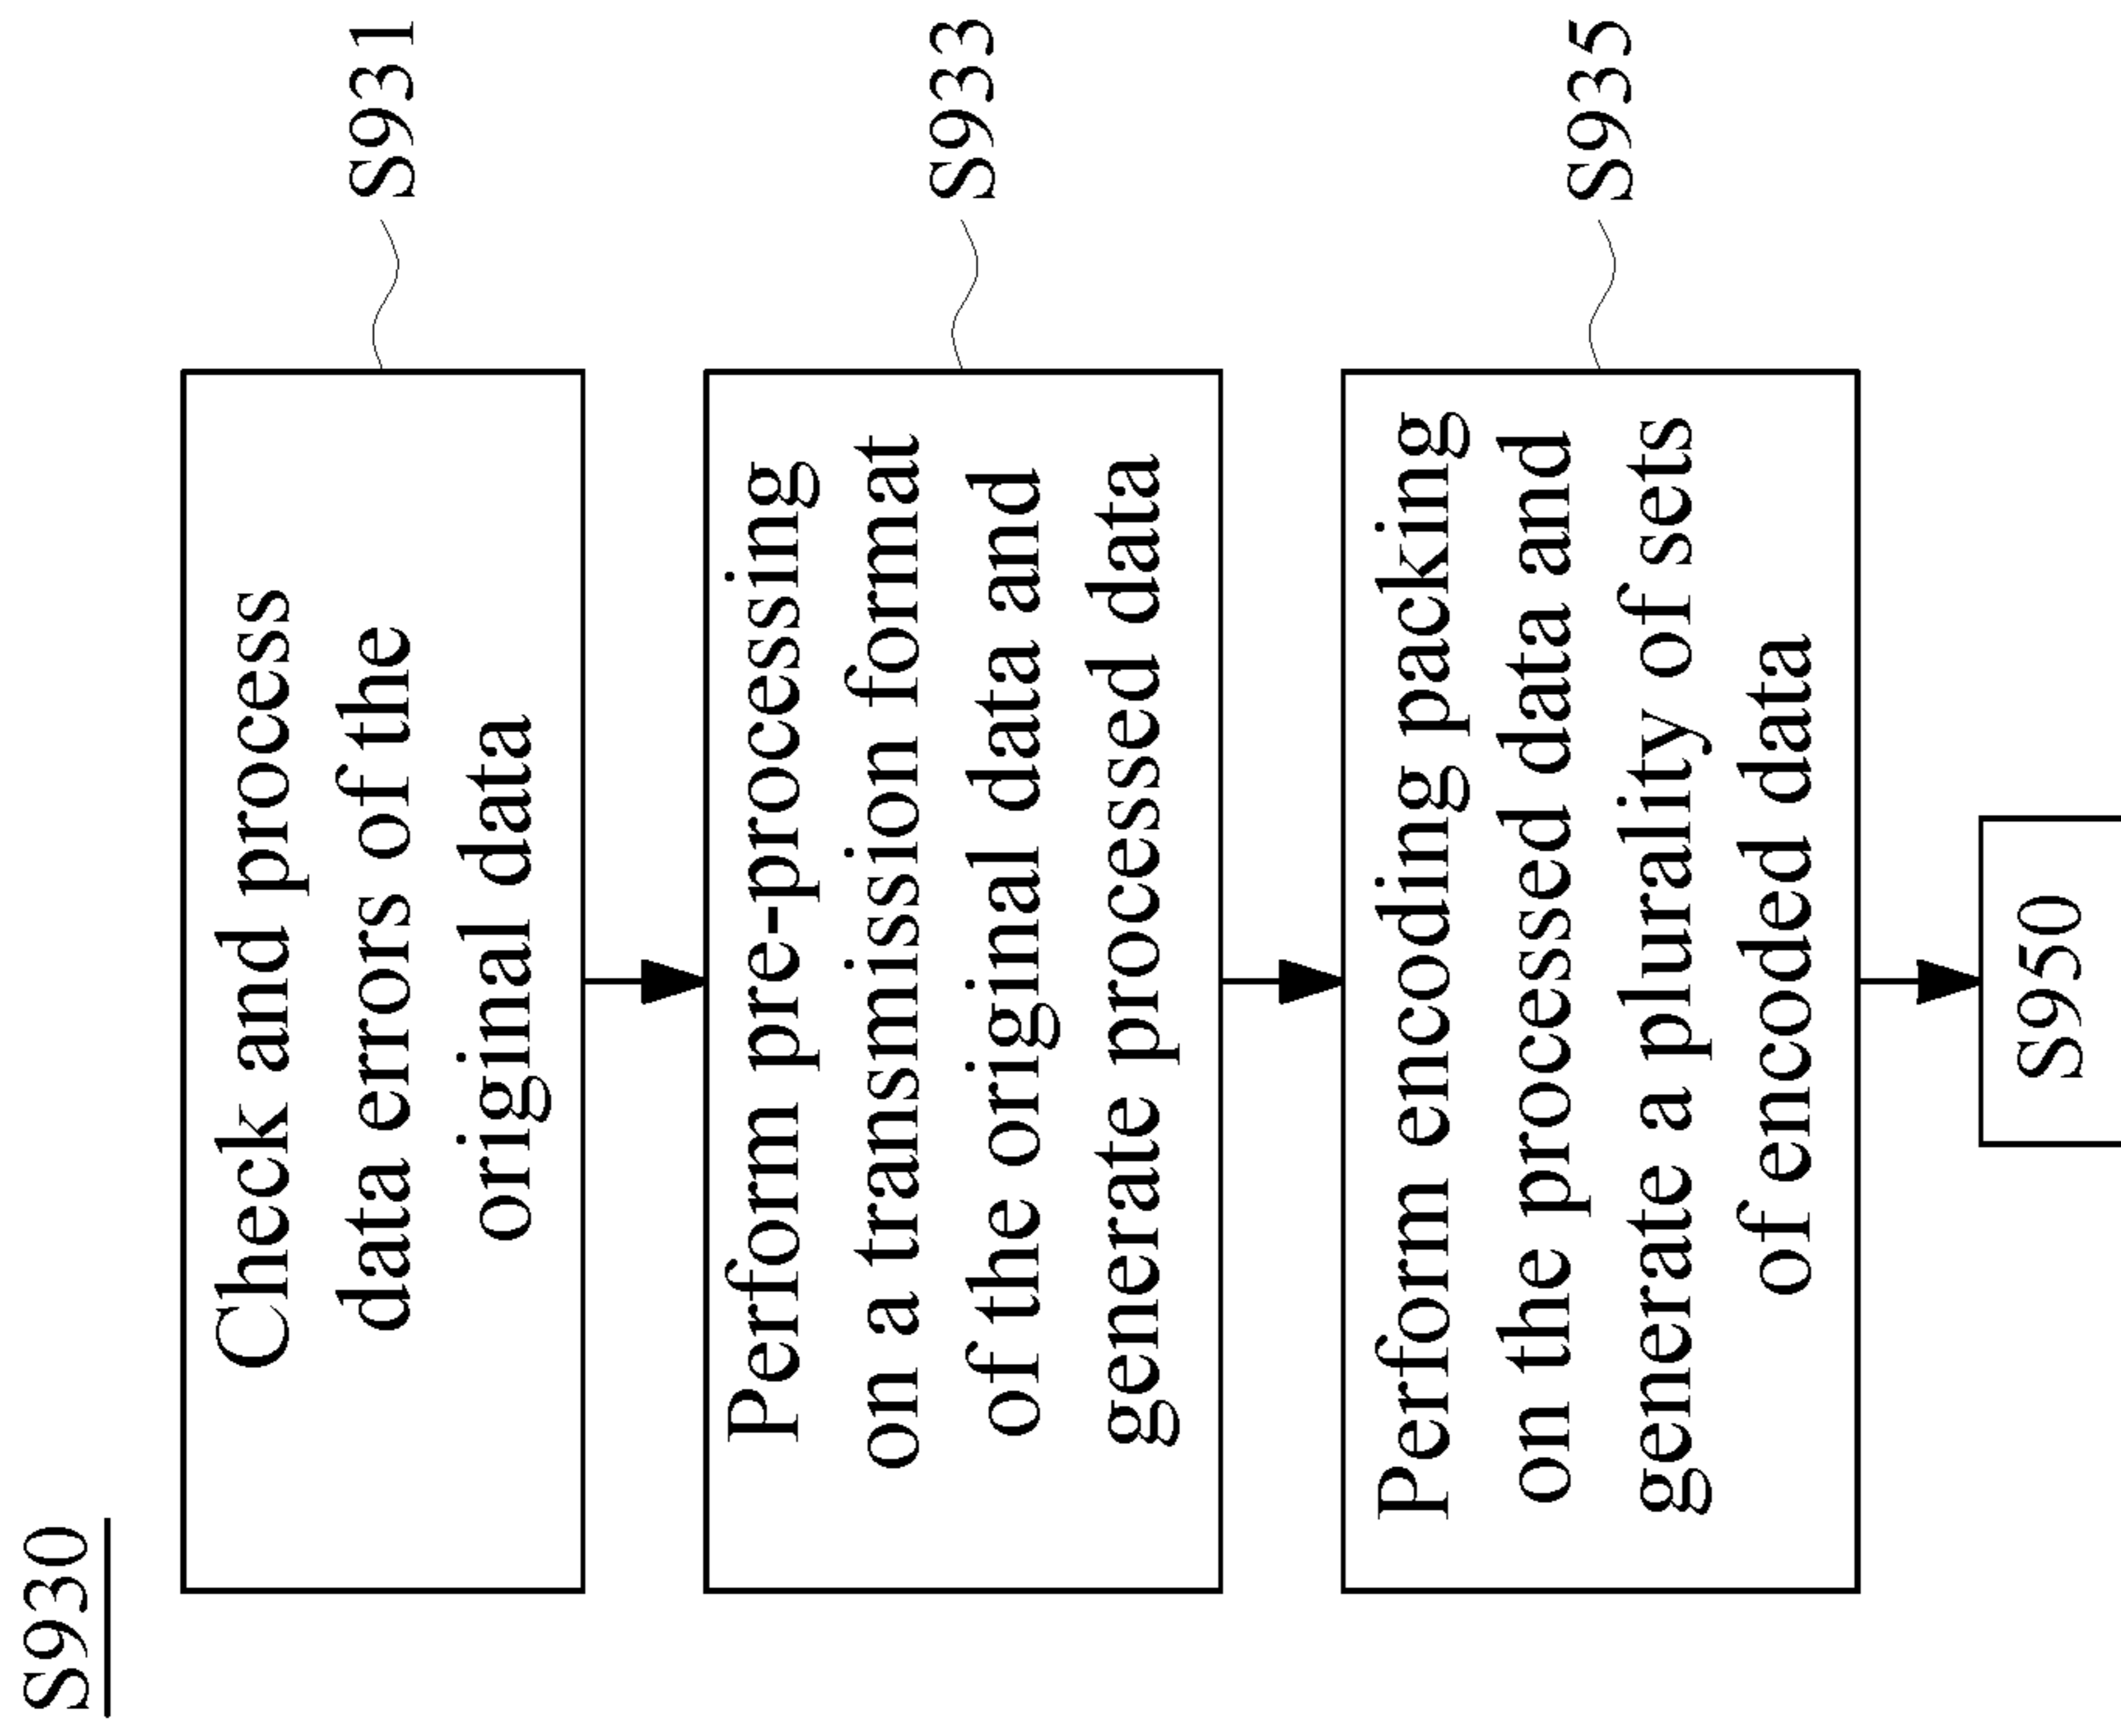 S930
Check and process
data errors of the
original data
S931
Perform pre-processing
on a transmission format
of the original data and
generate processed data
S933
Perform encoding packing
on the processed data and
generate a plurality of sets
of encoded data
S935
S950